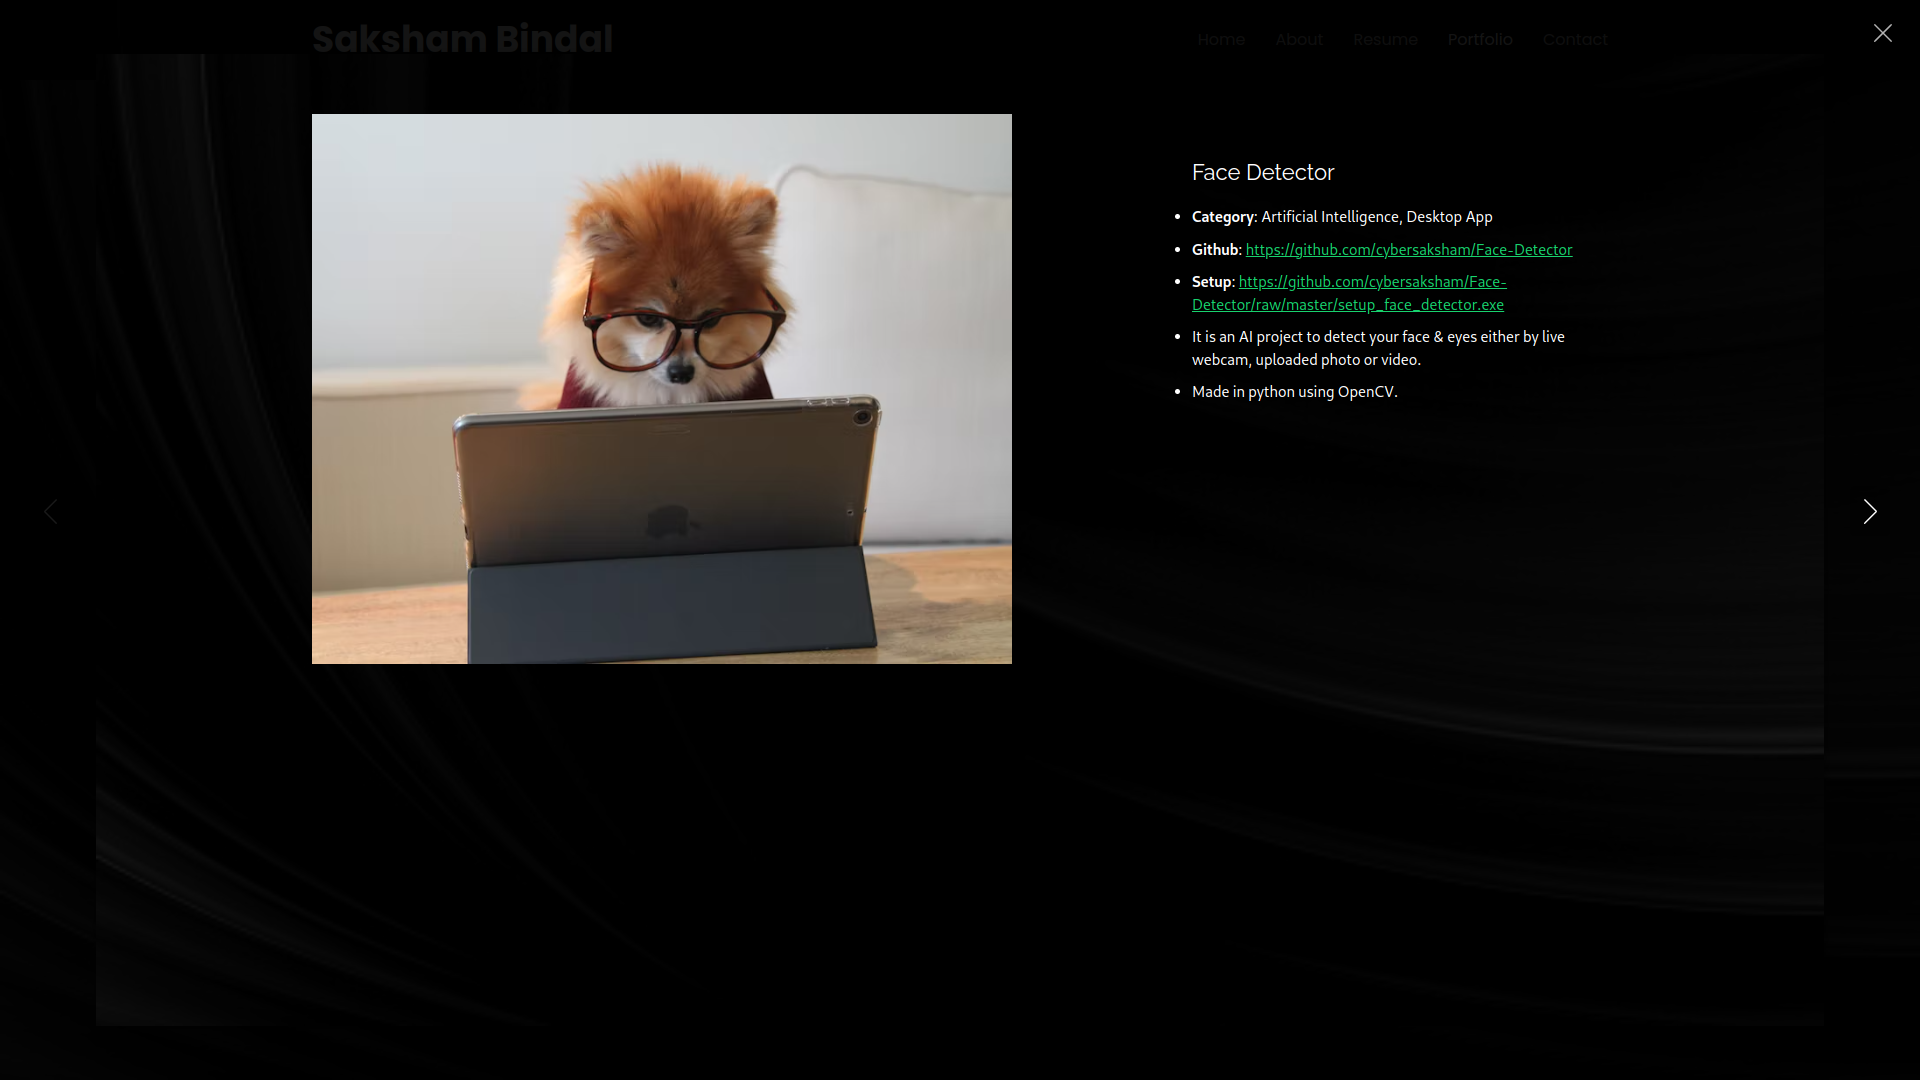 Saksham Bindal
Home About Resume Portfolio Contact
Face Detector
Category: Artificial Intelligence, Desktop App
Github: https://github.com/cybersaksham/Face-Detector
Setup: https://github.com/cybersaksham/Face-
Detector/raw/master/setup_face_detector.exe
It is an AI project to detect your face & eyes either by live
webcam, uploaded photo or video.
Made in python using OpenCV.